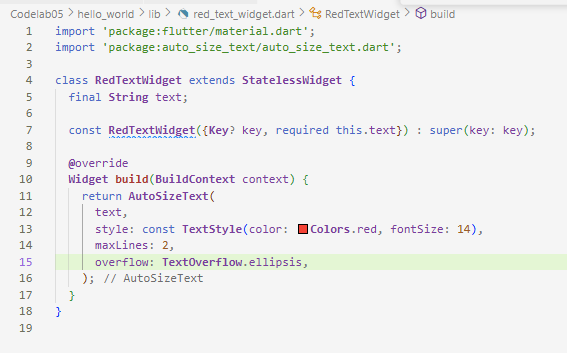 Codelab05 > hello_world > lib > red_text_widget.dart > RedTextWidget > build
1 import 'package:flutter/material.dart';
2 import 'package:auto_size_text/auto_size_text.dart';
3
4 class RedTextWidget extends StatelessWidget {
5   final String text;
6
7   const RedTextWidget({Key? key, required this.text}) : super(key: key);
8
9   @override
10   Widget build(BuildContext context) {
11     return AutoSizeText(
12       text,
13       style: const TextStyle(color: Colors.red, fontSize: 14),
14       maxLines: 2,
15       overflow: TextOverflow.ellipsis,
16     ); // AutoSizeText
17   }
18 }
19